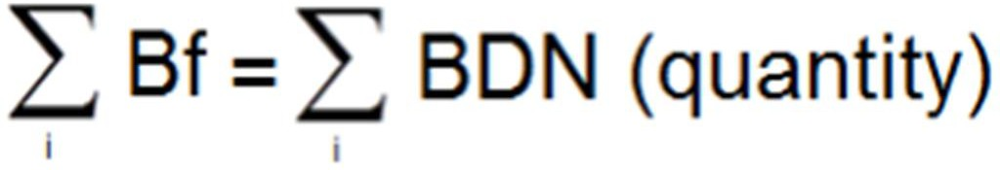 ∑ Bf = ∑ BDN (quantity)
i i